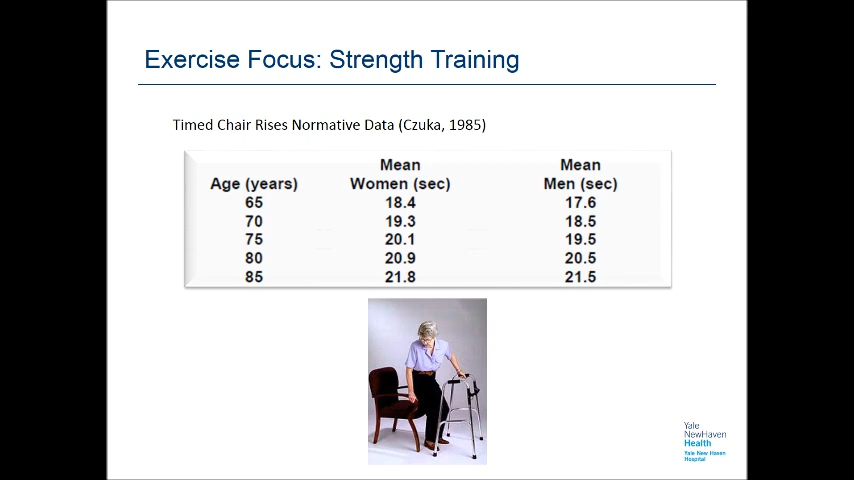 Exercise Focus: Strength Training
Timed Chair Rises Normative Data (Czuka, 1985)
Mean Mean
Age (years) Women (sec) Men (sec)
65 18.4 17.6
70 19.3 18.5
75 20.1 19.5
80 20.9 20.5
85 21.8 21.5
Yale
NewHaven
Health
Yale New Haven
Hospital